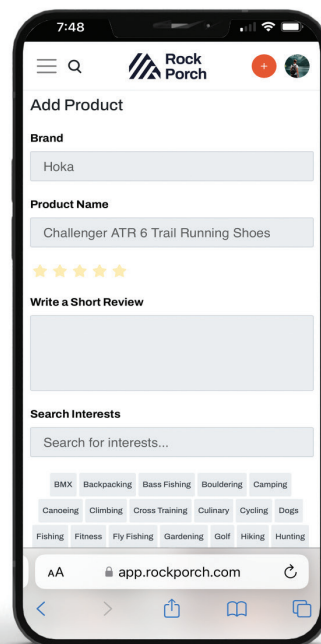 7:48
Rock
Porch
Add Product
Brand
Hoka
Product Name
Challenger ATR 6 Trail Running Shoes
Write a Short Review
Search Interests
Search for interests...
BMX Backpacking Bass Fishing Bouldering Camping
Canoeing Climbing Cross Training Culinary Cycling Dogs
Fishing Fitness Fly Fishing Gardening Golf Hiking Hunting
AA app.rockporch.com